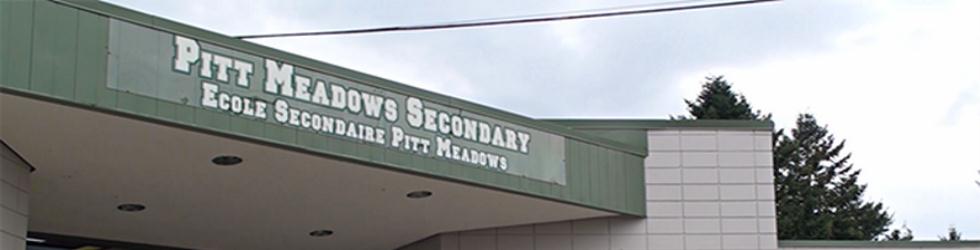 Pitt Meadows Secondary
Ecole Secondaire Pitt Meadows